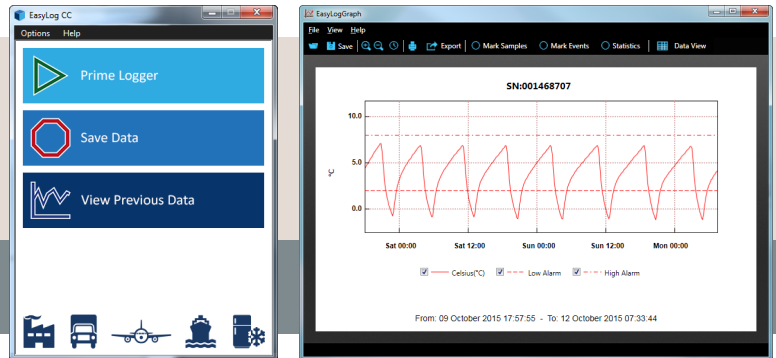 EasyLog CC
Options Help
Prime Logger
Save Data
View Previous Data
EasyLogGraph
File View Help
Save Export Mark Samples Mark Events Statistics Data View
SN:001468707
10.0
5.0
0.0
°C
Sat 00:00 Sat 12:00 Sun 00:00 Sun 12:00 Mon 00:00
Celsius(°C) Low Alarm High Alarm
From: 09 October 2015 17:57:55 - To: 12 October 2015 07:33:44